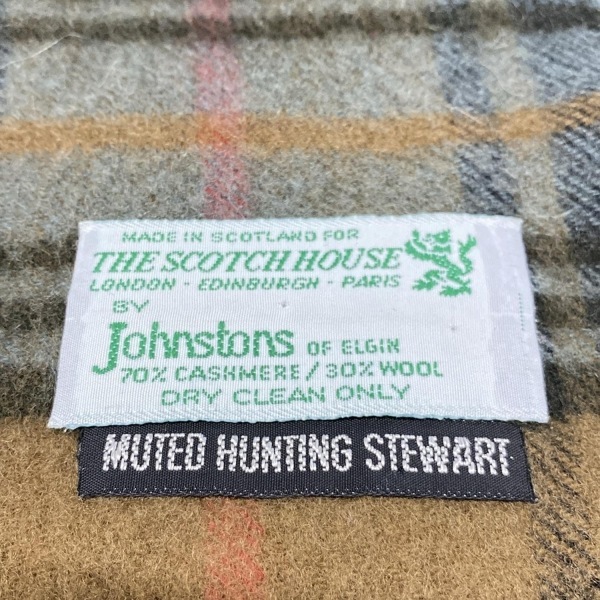 MADE IN SCOTLAND FOR
THE SCOTCH HOUSE
LONDON - EDINBURGH - PARIS
BY
Johnstons OF ELGIN
70% CASHMERE/30% WOOL
DRY CLEAN ONLY
MUTED HUNTING STEWART